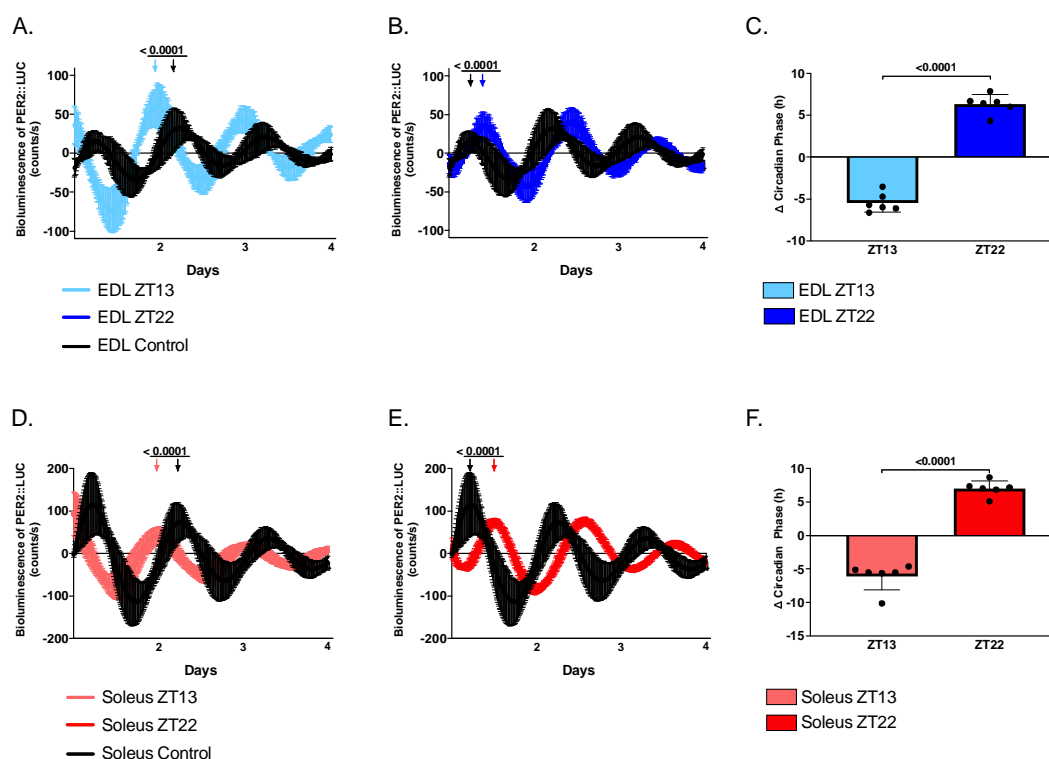 A.
< 0.0001
Bioluminescence of PER2::LUC
(counts/s)
100
50
0
-50
-100
2
3
4
Days
EDL ZT13
EDL ZT22
EDL Control
B.
< 0.0001
Bioluminescence of PER2::LUC
(counts/s)
100
50
0
-50
-100
2
3
4
Days
C.
<0.0001
Δ Circadian Phase (h)
10
5
0
-5
-10
ZT13
ZT22
EDL ZT13
EDL ZT22
D.
< 0.0001
Bioluminescence of PER2::LUC
(counts/s)
200
100
0
-100
-200
2
3
4
Days
Soleus ZT13
Soleus ZT22
Soleus Control
E.
< 0.0001
Bioluminescence of PER2::LUC
(counts/s)
200
100
0
-100
-200
2
3
4
Days
F.
<0.0001
Δ Circadian Phase (h)
10
5
0
-5
-10
-15
ZT13
ZT22
Soleus ZT13
Soleus ZT22